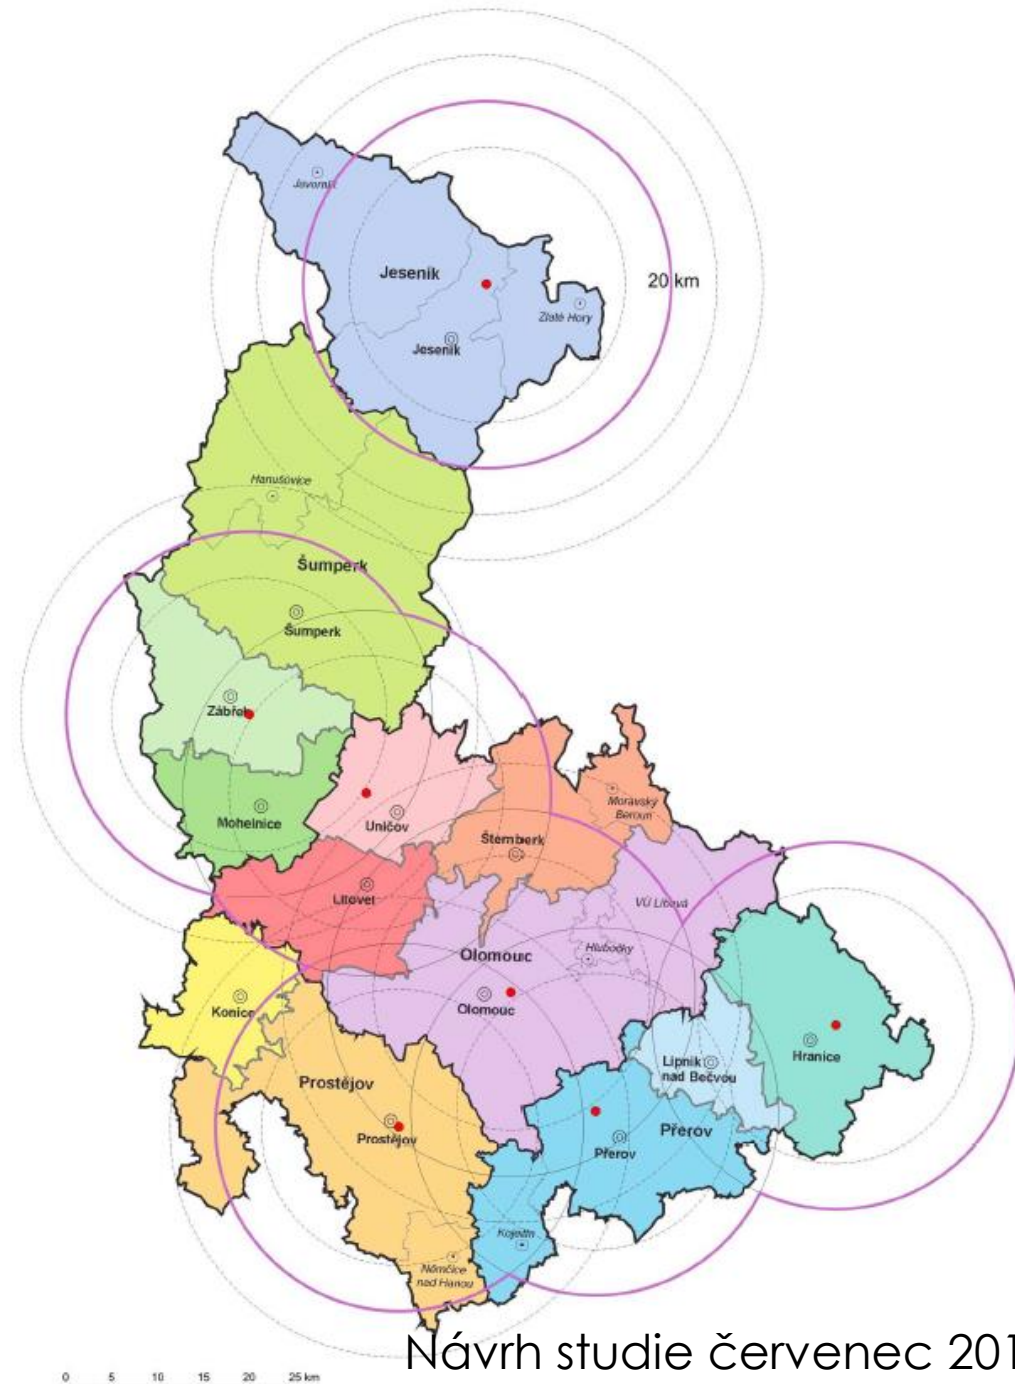 Javorník
Jeseník
20 km
Zlaté Hory
Jeseník
Hanušovice
Šumperk
Šumperk
Zábřeh
Mohelnice
Uničov
Moravský
Beroun
Šternberk
Litovel
VÚ Libavá
Olomouc
Hlubočky
Konice
Olomouc
Hranice
Lipník
nad Bečvou
Prostějov
Prostějov
Přerov
Přerov
Kojetín
Němčice
nad Hanou
Návrh studie červenec 201
0 5 10 15 20 25 km